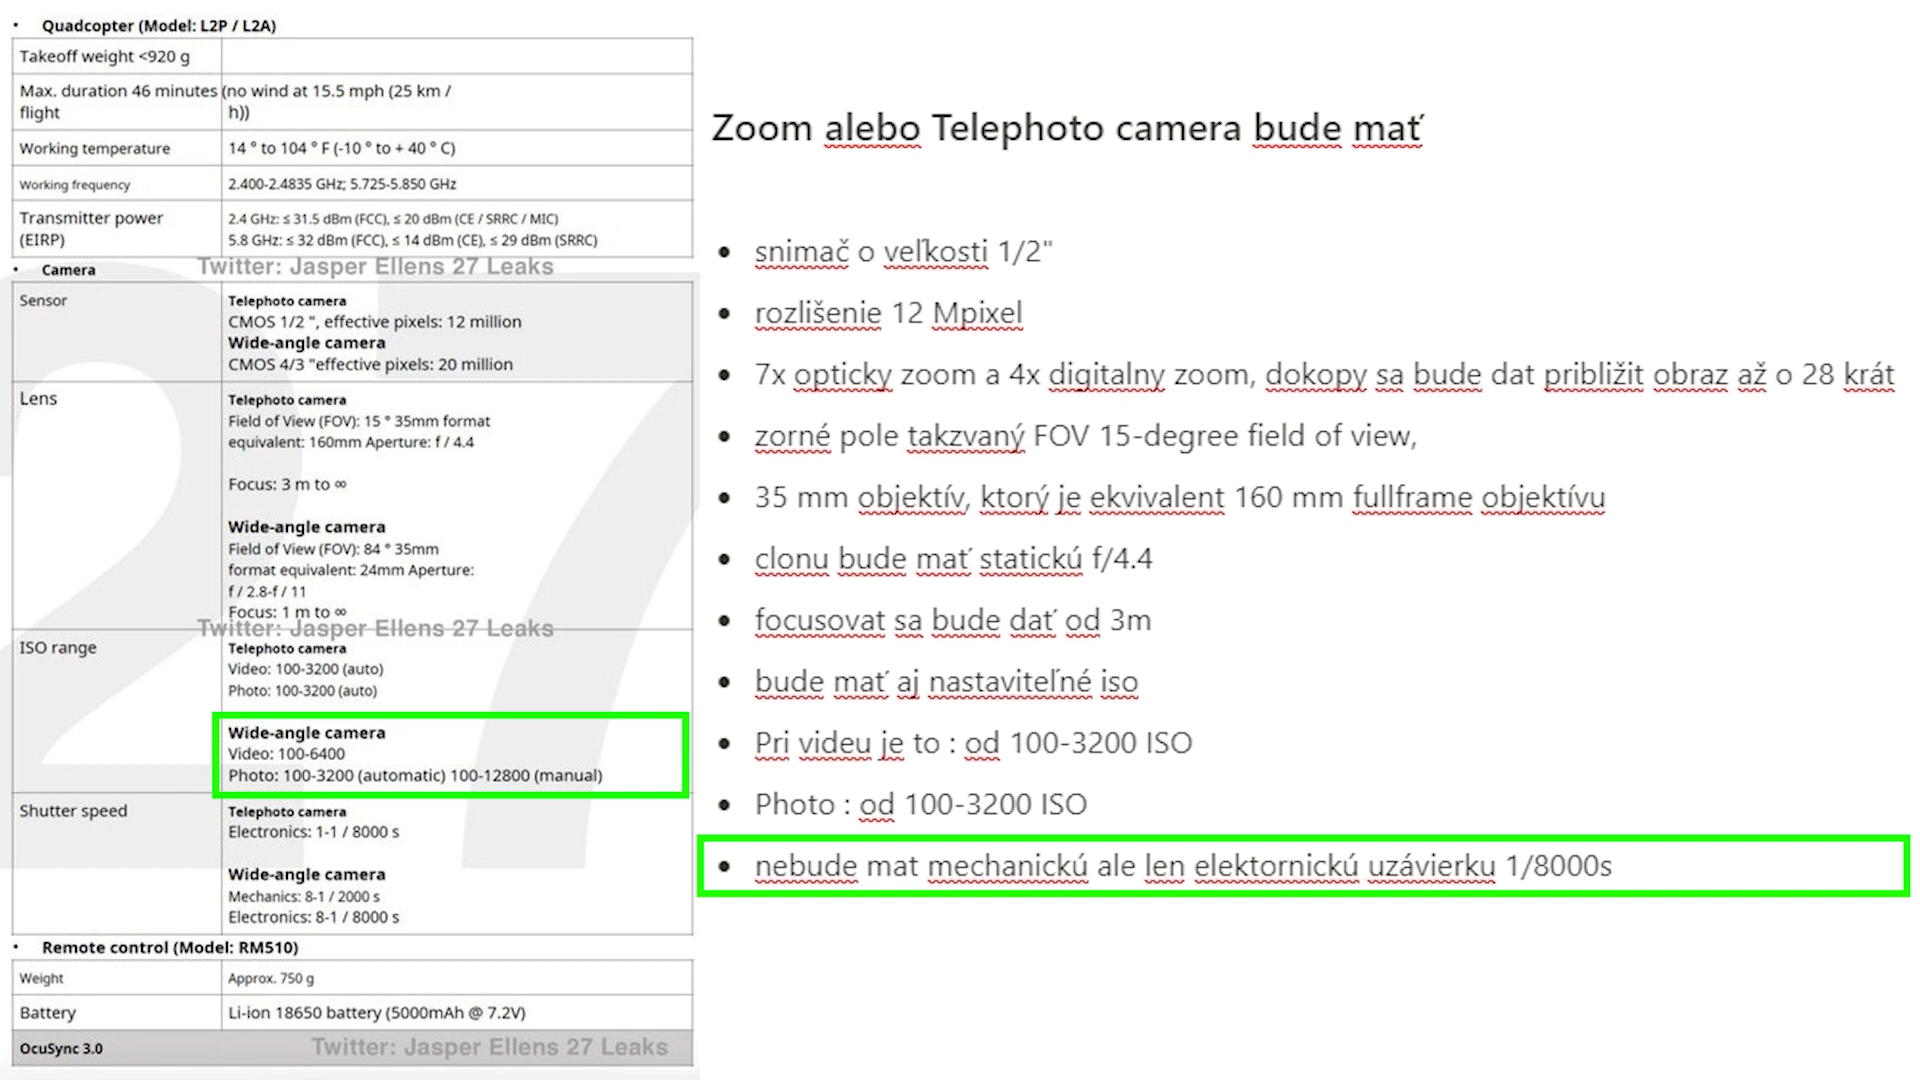 • Quadcopter (Model: L2P / L2A)
Takeoff weight <920 g
Max. duration 46 minutes (no wind at 15.5 mph (25 km /
flight h))
Working temperature 14 ° to 104 ° F (-10 ° to + 40 ° C)
Working frequency 2.400-2.4835 GHz; 5.725-5.850 GHz
Transmitter power 2.4 GHz: ≤ 31.5 dBm (FCC), ≤ 20 dBm (CE / SRRC / MIC)
(EIRP) 5.8 GHz: ≤ 32 dBm (FCC), ≤ 14 dBm (CE), ≤ 29 dBm (SRRC)
Twitter: Jasper Ellens 27 Leaks
• Camera
Sensor Telephoto camera
CMOS 1/2 ", effective pixels: 12 million
Wide-angle camera
CMOS 4/3 "effective pixels: 20 million
Lens Telephoto camera
Field of View (FOV): 15 ° 35mm format
equivalent: 160mm Aperture: f / 4.4
Focus: 3 m to ∞
Wide-angle camera
Field of View (FOV): 84 ° 35mm
format equivalent: 24mm Aperture:
f / 2.8-f / 11
Focus: 1 m to ∞
Twitter: Jasper Ellens 27 Leaks
ISO range Telephoto camera
Video: 100-3200 (auto)
Photo: 100-3200 (auto)
Wide-angle camera
Video: 100-6400
Photo: 100-3200 (automatic) 100-12800 (manual)
Shutter speed Telephoto camera
Electronics: 1-1 / 8000 s
Wide-angle camera
Mechanics: 8-1 / 2000 s
Electronics: 8-1 / 8000 s
• Remote control (Model: RM510)
Weight Approx. 750 g
Battery Li-ion 18650 battery (5000mAh @ 7.2V)
OcuSync 3.0 Twitter: Jasper Ellens 27 Leaks
27
Zoom alebo Telephoto camera bude mať
• snimač o veľkosti 1/2"
• rozlišenie 12 Mpixel
• 7x opticky zoom a 4x digitalny zoom, dokopy sa bude dat približit obraz až o 28 krát
• zorné pole takzvaný FOV 15-degree field of view,
• 35 mm objektív, ktorý je ekvivalent 160 mm fullframe objektívu
• clonu bude mať statickú f/4.4
• focusovat sa bude dať od 3m
• bude mať aj nastaviteľné iso
• Pri videu je to : od 100-3200 ISO
• Photo : od 100-3200 ISO
• nebude mat mechanickú ale len elektornickú uzávierku 1/8000s